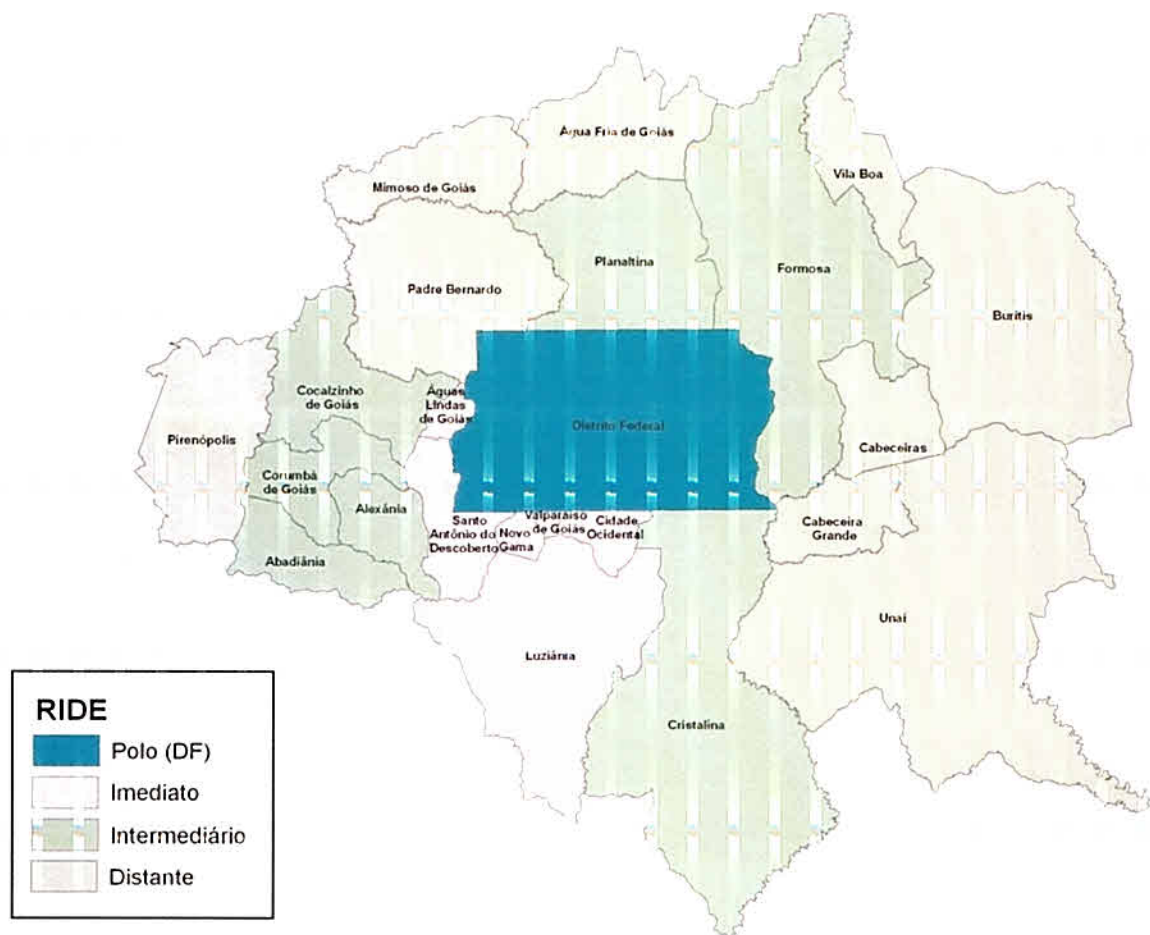 Água Fria de Goiás
Mimoso de Goiás
Vila Boa
Planaltina
Formosa
Padre Bernardo
Buritis
Cocalzinho
de Goiás
Águas
Lindas
de Goiás
Distrito Federal
Pirenópolis
Cabeceiras
Corumbá
de Goiás
Alexânia
Santo
Antônio do
Descoberto
Novo
Gama
Valparaíso
de Goiás
Cidade
Ocidental
Cabeceira
Grande
Abadiânia
Unaí
Luziânia
Cristalina
RIDE
Polo (DF)
Imediato
Intermediário
Distante